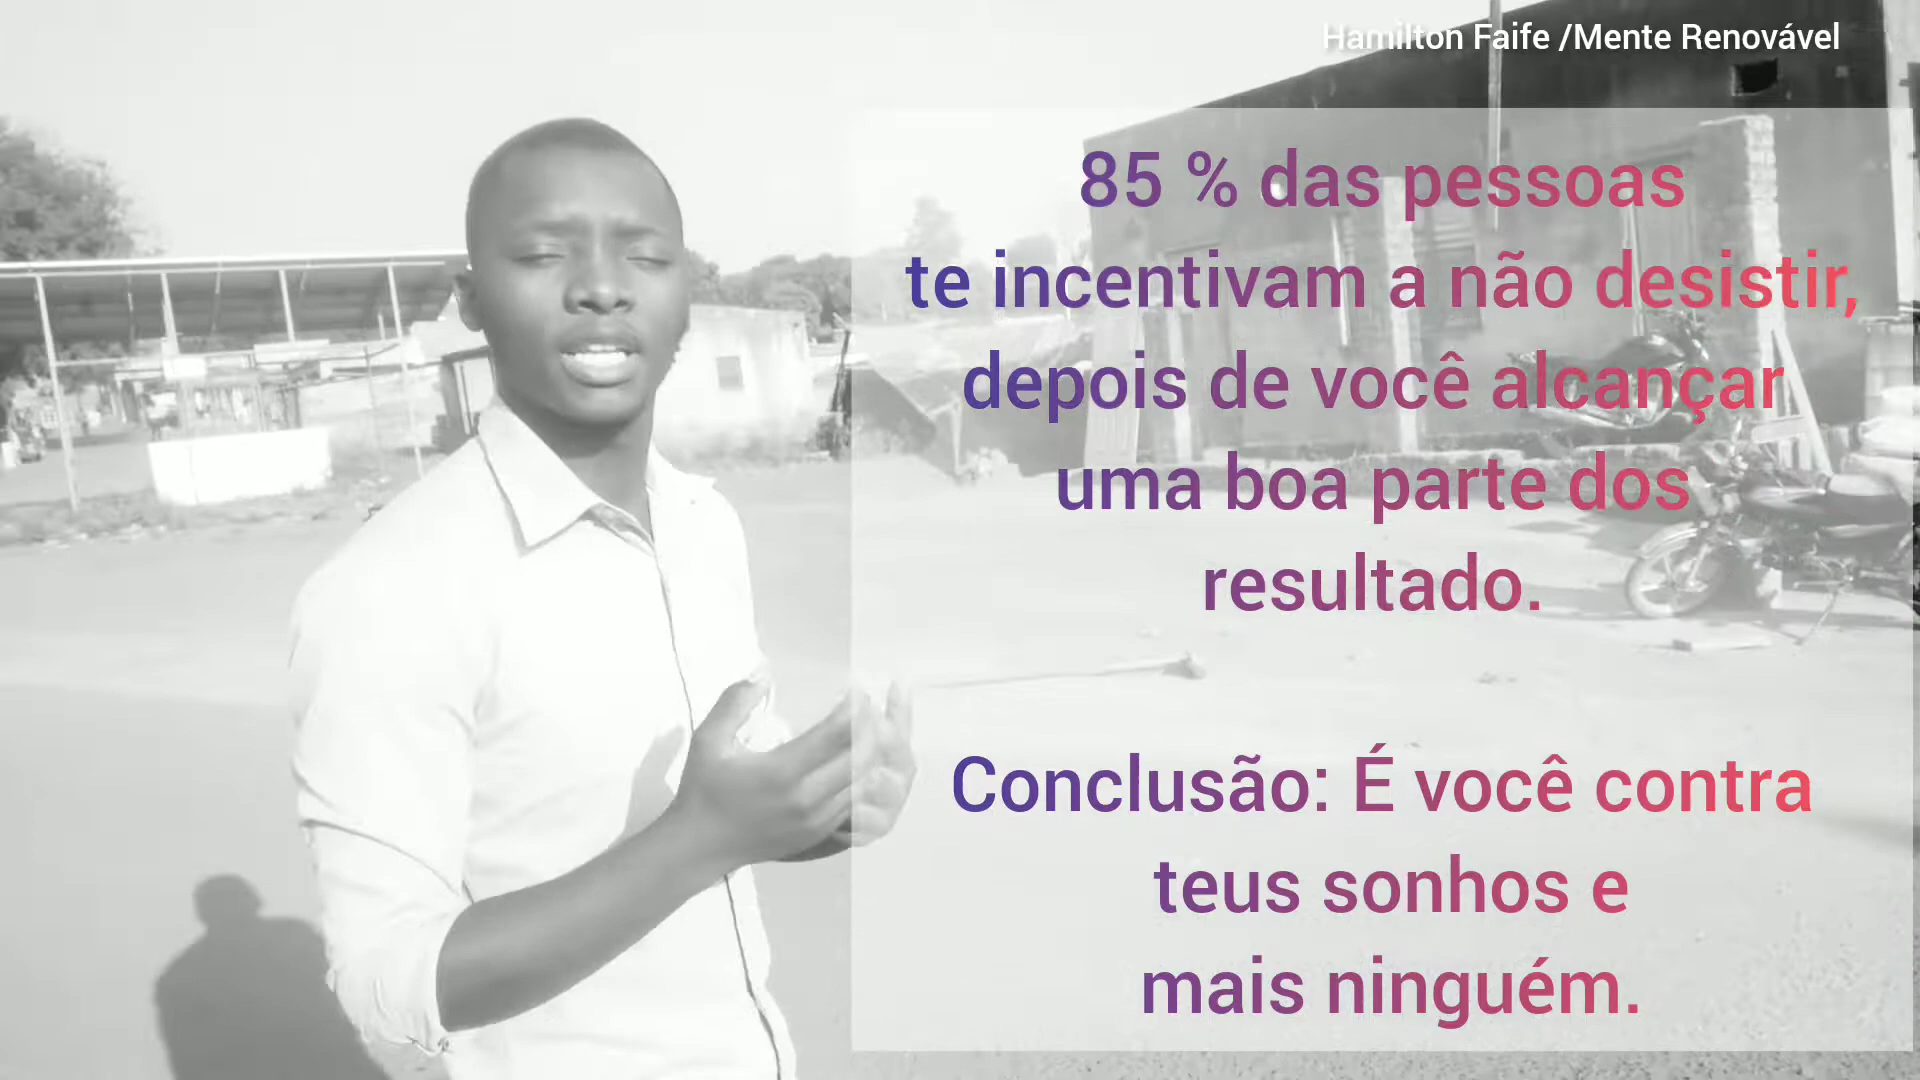 Hamilton Faife /Mente Renovável
85 % das pessoas
te incentivam a não desistir,
depois de você alcançar
uma boa parte dos
resultado.
Conclusão: É você contra
teus sonhos e
mais ninguém.